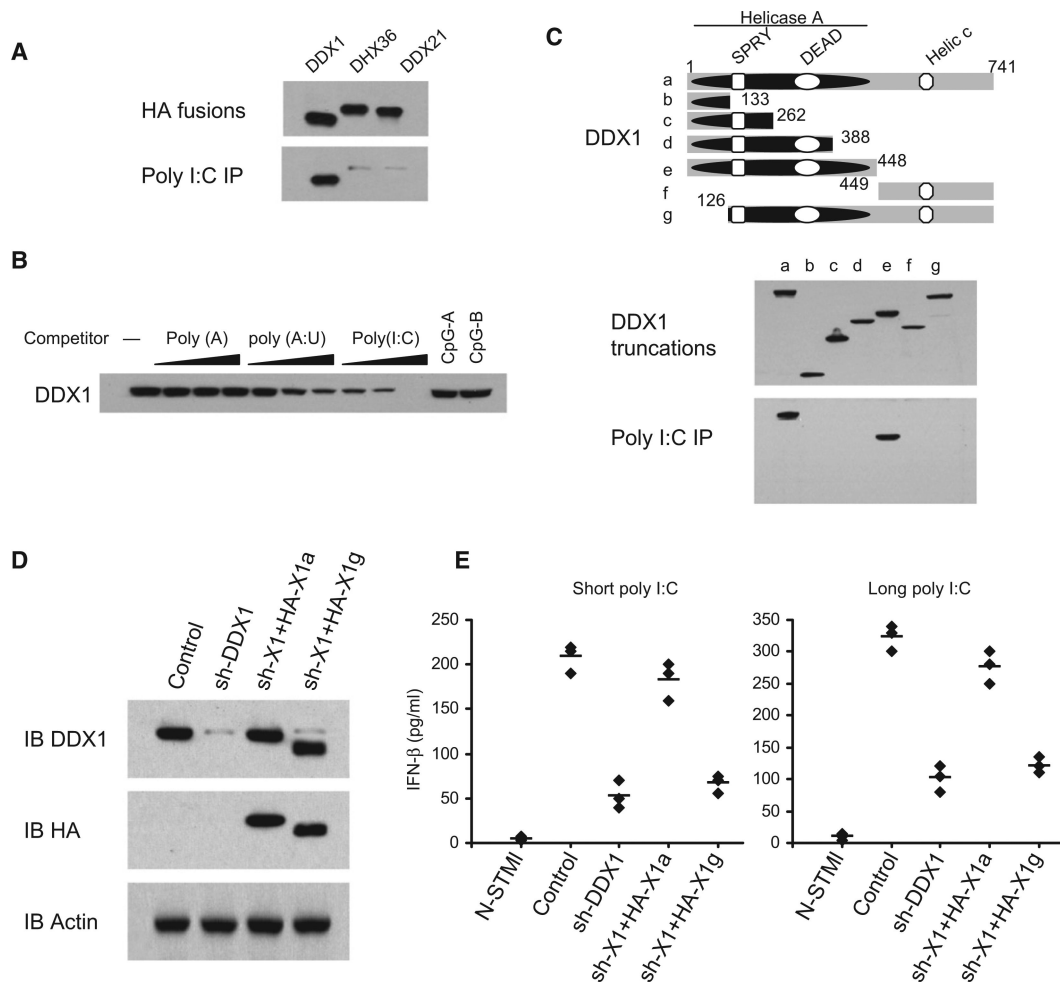 A
DDX1 DHX36 DDX21
HA fusions
Poly I:C IP
B
Competitor — Poly (A) poly (A:U) Poly(I:C) CpG-A CpG-B
DDX1
C
Helicase A
SPRY DEAD Helic c
1 741
a
b 133
c 262
DDX1
d 388
e 448
f 449
g 126
a b c d e f g
DDX1
truncations
Poly I:C IP
D
Control sh-DDX1 sh-X1+HA-X1a sh-X1+HA-X1g
IB DDX1
IB HA
IB Actin
E
Short poly I:C
IFN-β (pg/ml)
250
200
150
100
50
0
N-STMI Control sh-DDX1 sh-X1+HA-X1a sh-X1+HA-X1g
Long poly I:C
350
300
250
200
150
100
50
0
N-STMI Control sh-DDX1 sh-X1+HA-X1a sh-X1+HA-X1g